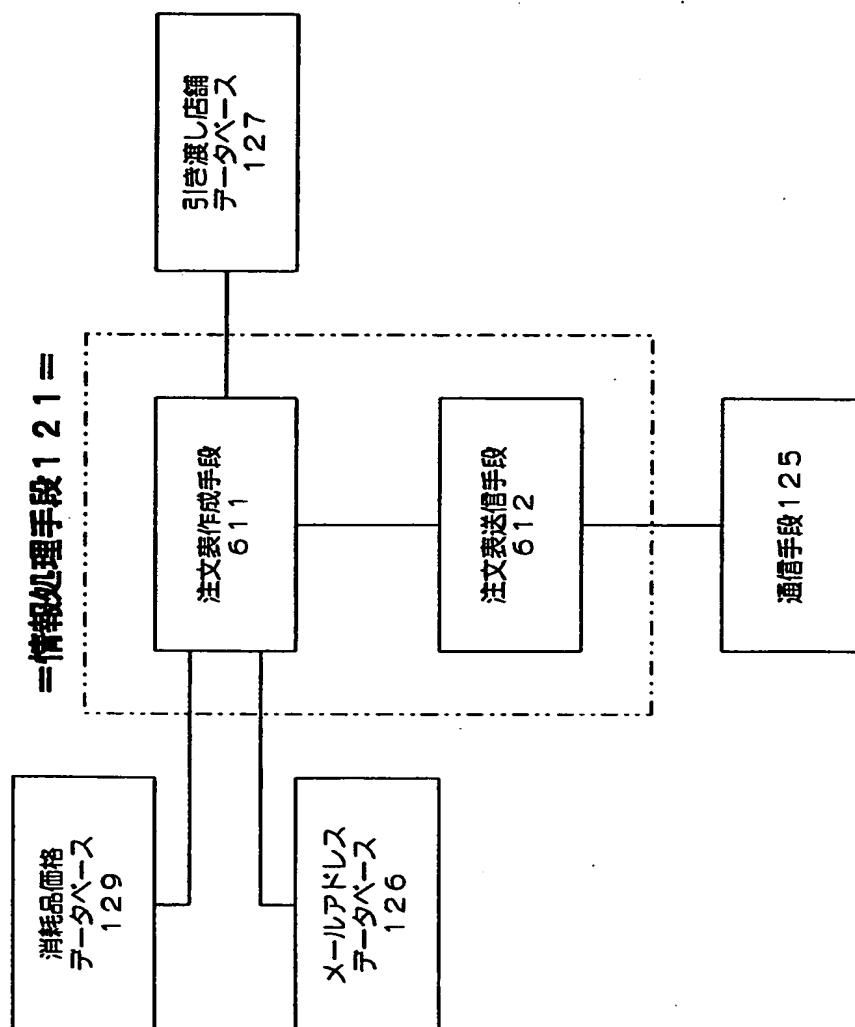 =情報処理手段121=
消耗品価格
データベース
129
メールアドレス
データベース
126
注文表作成手段
611
注文表送信手段
612
引き渡し店舗
データベース
127
通信手段125